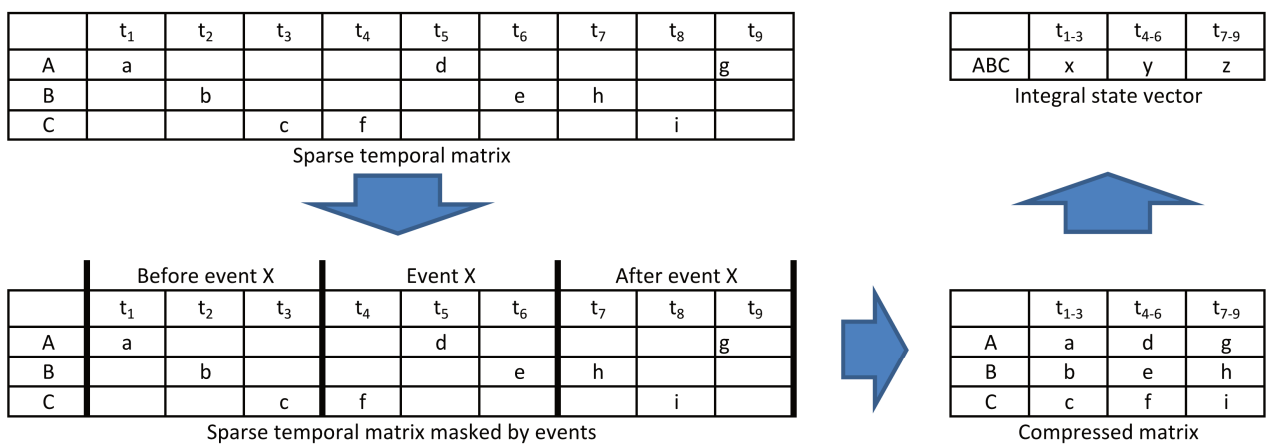 t1 t2 t3 t4 t5 t6 t7 t8 t9
A a d g
B b e h
C c f i
Sparse temporal matrix
t1-3 t4-6 t7-9
ABC x y z
Integral state vector
Before event X Event X After event X
t1 t2 t3 t4 t5 t6 t7 t8 t9
A a d g
B b e h
C c f i
Sparse temporal matrix masked by events
t1-3 t4-6 t7-9
A a d g
B b e h
C c f i
Compressed matrix